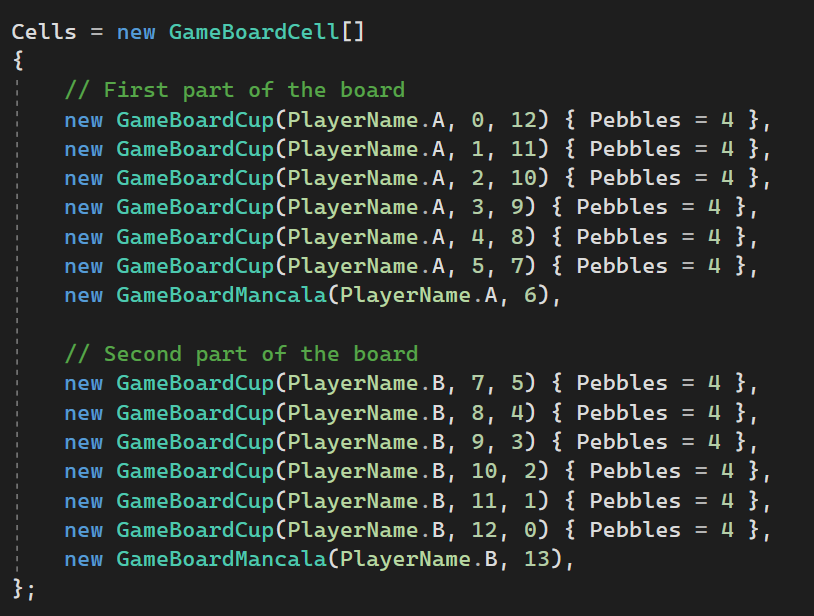 Cells = new GameBoardCell[]
{
    // First part of the board
    new GameBoardCup(PlayerName.A, 0, 12) { Pebbles = 4 },
    new GameBoardCup(PlayerName.A, 1, 11) { Pebbles = 4 },
    new GameBoardCup(PlayerName.A, 2, 10) { Pebbles = 4 },
    new GameBoardCup(PlayerName.A, 3, 9) { Pebbles = 4 },
    new GameBoardCup(PlayerName.A, 4, 8) { Pebbles = 4 },
    new GameBoardCup(PlayerName.A, 5, 7) { Pebbles = 4 },
    new GameBoardMancala(PlayerName.A, 6),

    // Second part of the board
    new GameBoardCup(PlayerName.B, 7, 5) { Pebbles = 4 },
    new GameBoardCup(PlayerName.B, 8, 4) { Pebbles = 4 },
    new GameBoardCup(PlayerName.B, 9, 3) { Pebbles = 4 },
    new GameBoardCup(PlayerName.B, 10, 2) { Pebbles = 4 },
    new GameBoardCup(PlayerName.B, 11, 1) { Pebbles = 4 },
    new GameBoardCup(PlayerName.B, 12, 0) { Pebbles = 4 },
    new GameBoardMancala(PlayerName.B, 13),
};